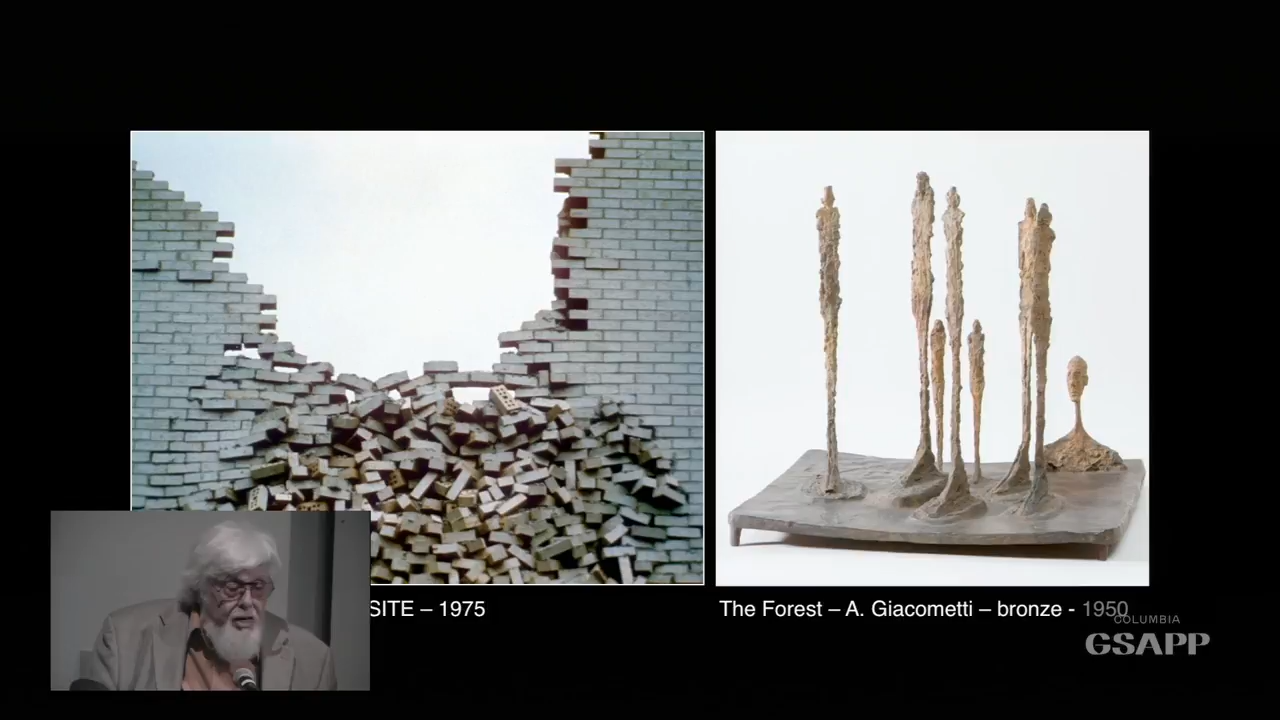 SITE – 1975
The Forest – A. Giacometti – bronze - 1950
COLUMBIA
GSAPP